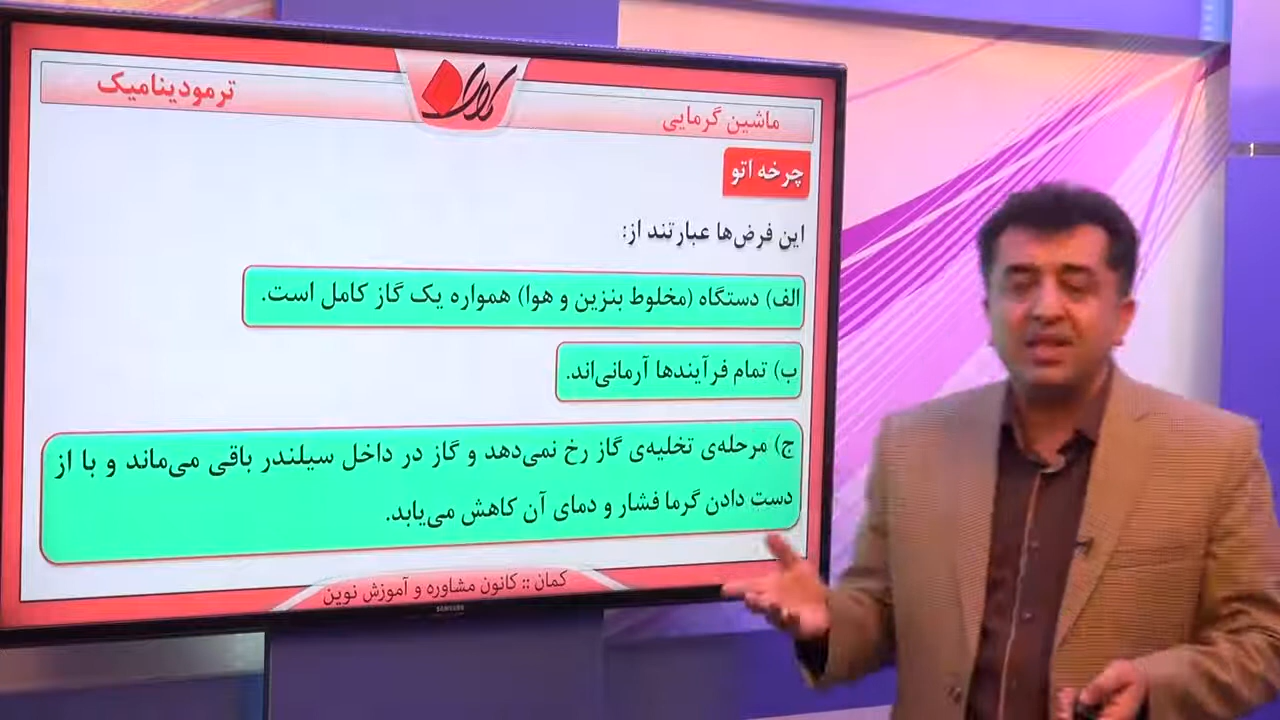 ماشین گرمایی
ترمودینامیک
چرخه اتو
این فرض‌ها عبارتند از:
الف) دستگاه (مخلوط بنزین و هوا) همواره یک گاز کامل است.
ب) تمام فرآیندها آرمانی‌اند.
ج) مرحله‌ی تخلیه‌ی گاز رخ نمی‌دهد و گاز در داخل سیلندر باقی می‌ماند و با از
دست دادن گرما فشار و دمای آن کاهش می‌یابد.
کمان :: کانون مشاوره و آموزش نوین
SAMSUNG